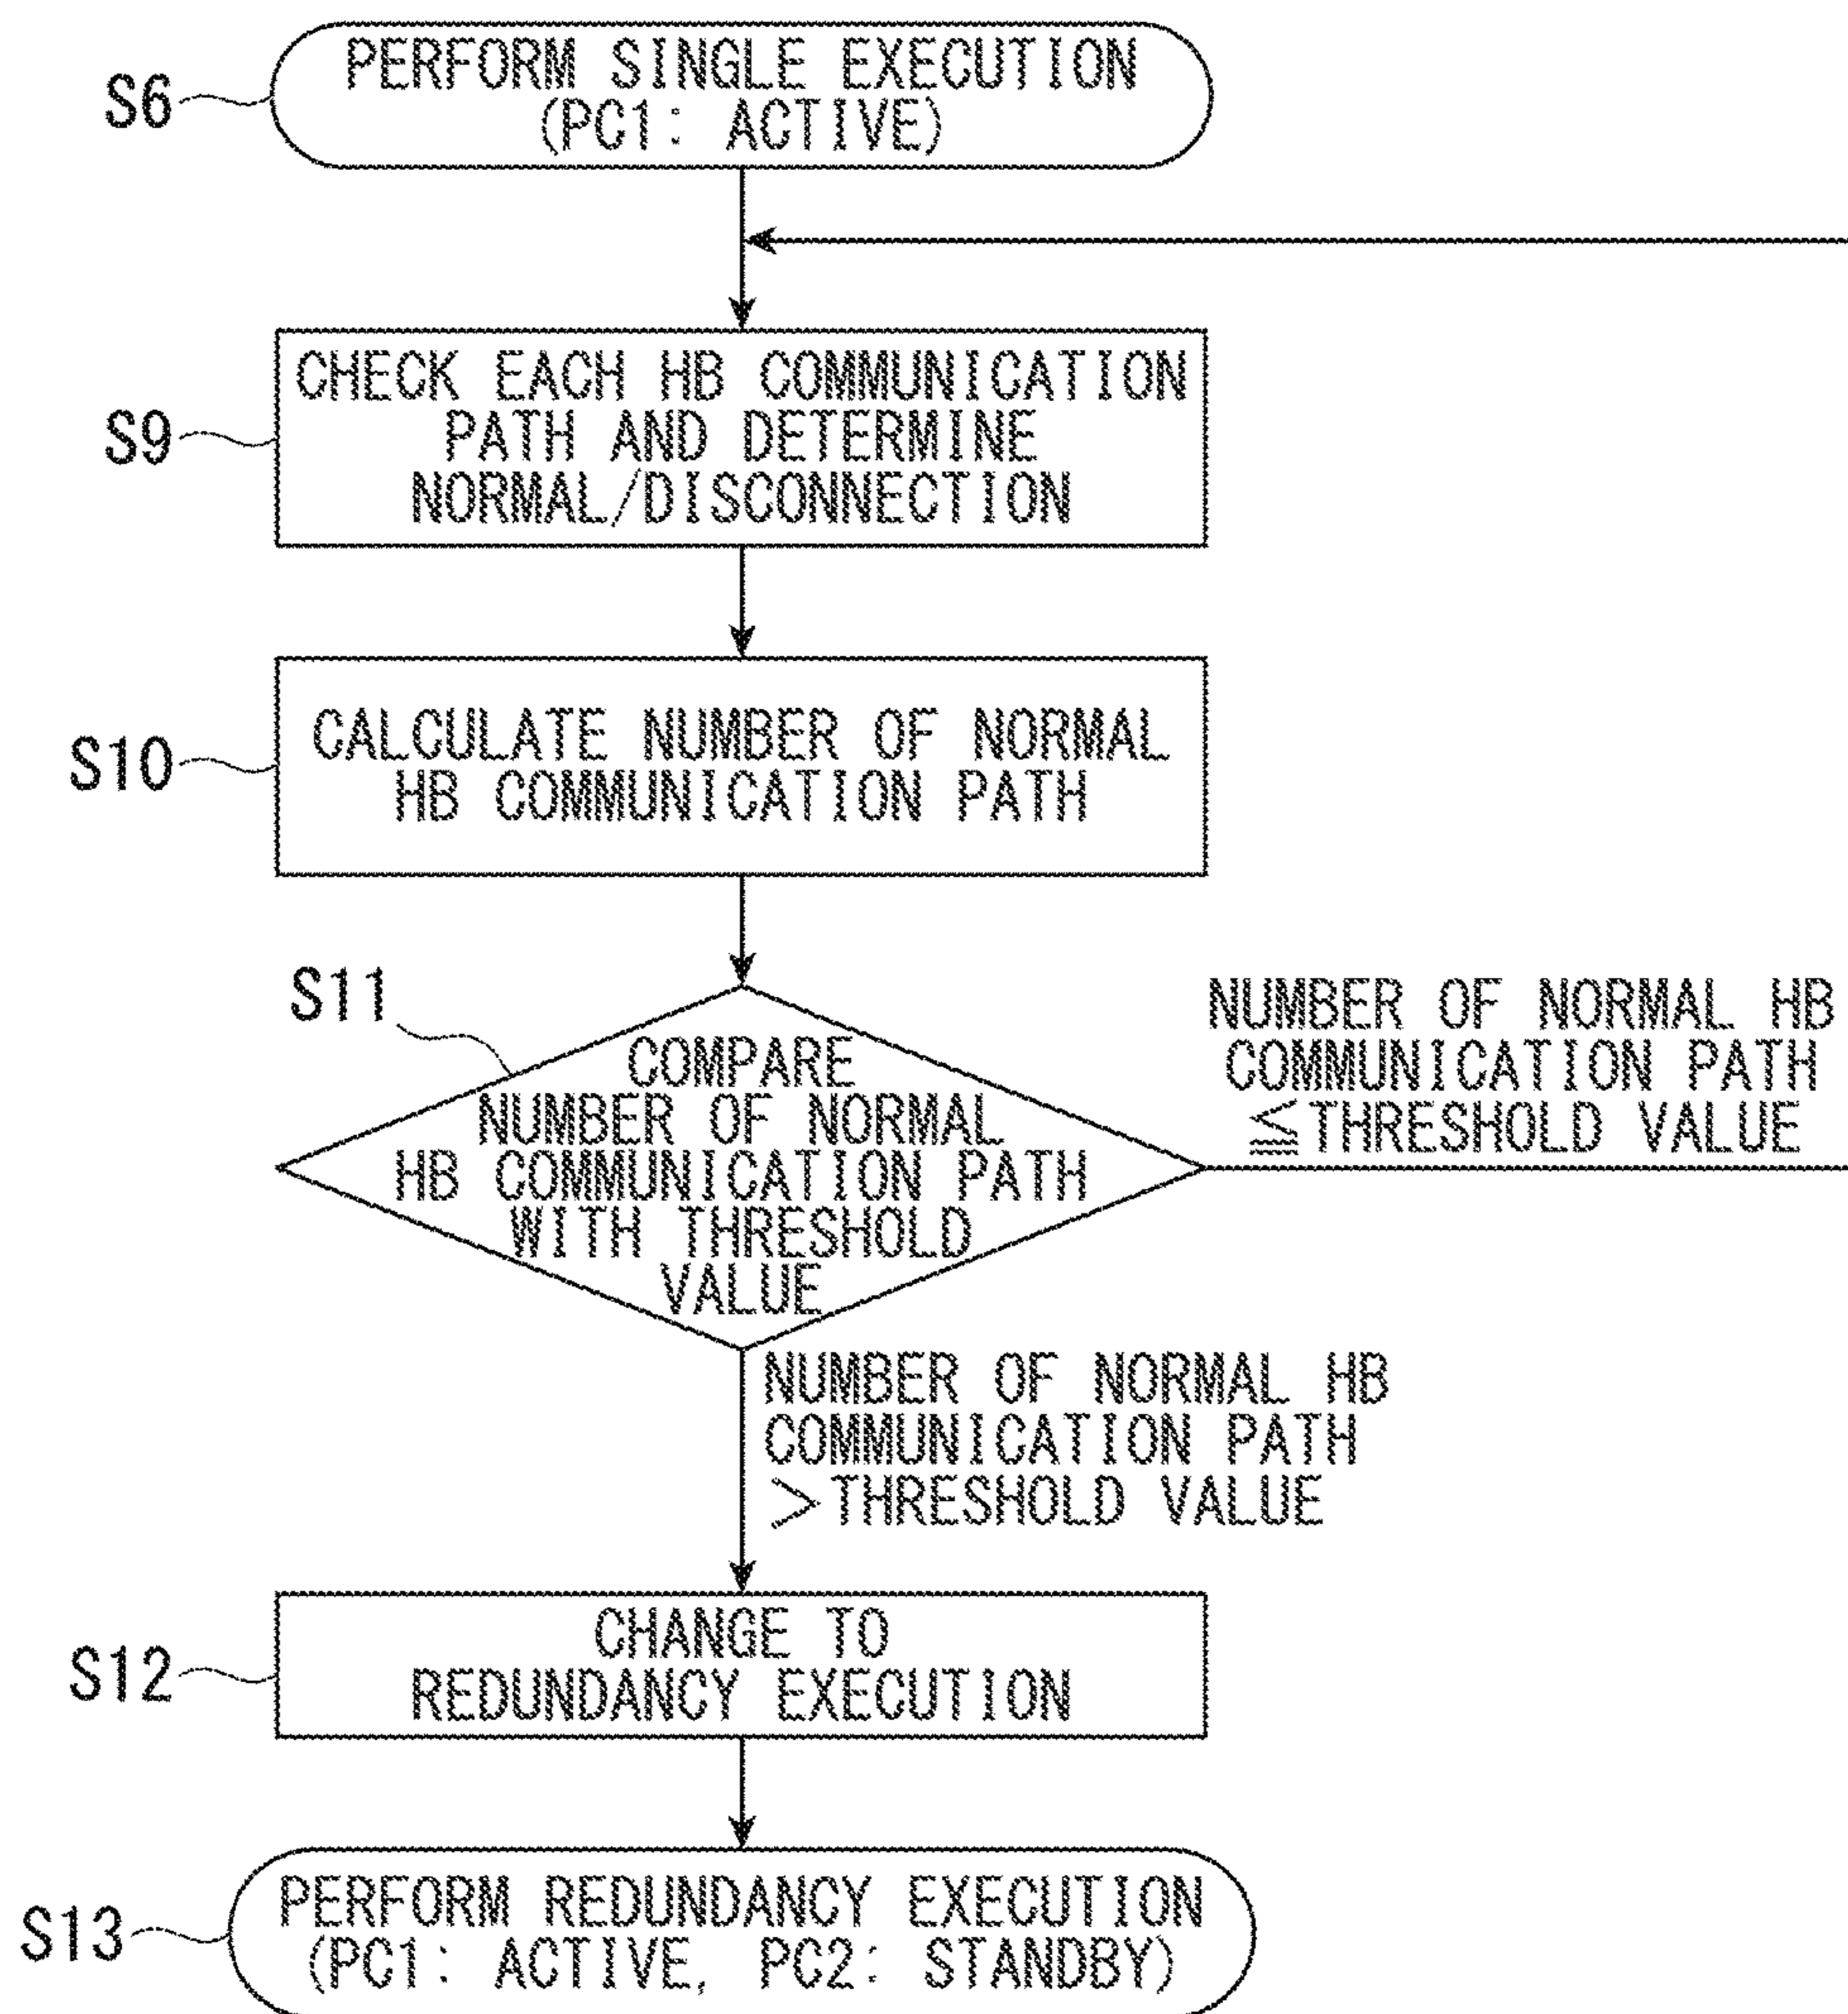 S6
PERFORM SINGLE EXECUTION
(PC1: ACTIVE)
S9
CHECK EACH HB COMMUNICATION
PATH AND DETERMINE
NORMAL/DISCONNECTION
S10
CALCULATE NUMBER OF NORMAL
HB COMMUNICATION PATH
S11
COMPARE
NUMBER OF NORMAL
HB COMMUNICATION PATH
WITH THRESHOLD
VALUE
NUMBER OF NORMAL HB
COMMUNICATION PATH
≦THRESHOLD VALUE
NUMBER OF NORMAL HB
COMMUNICATION PATH
>THRESHOLD VALUE
S12
CHANGE TO
REDUNDANCY EXECUTION
S13
PERFORM REDUNDANCY EXECUTION
(PC1: ACTIVE, PC2: STANDBY)